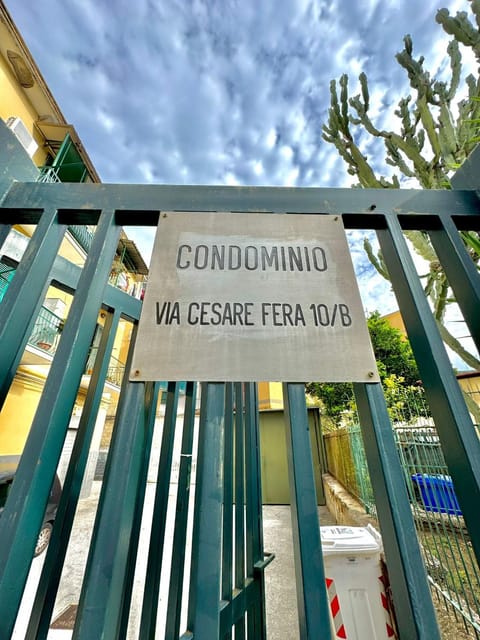 CONDOMINIO
VIA CESARE FERA 10/B